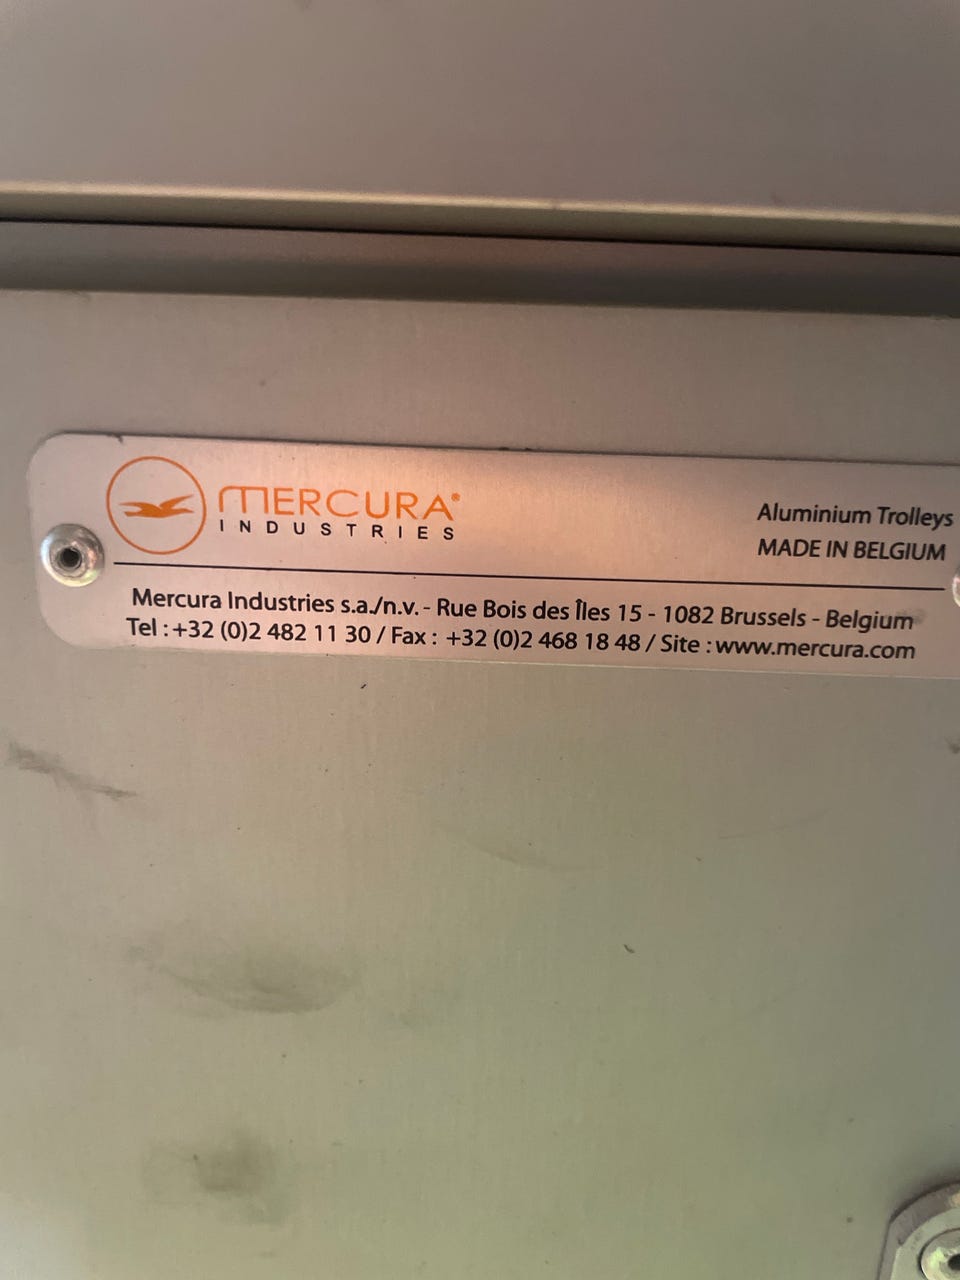 MERCURA®
INDUSTRIES
Aluminium Trolleys
MADE IN BELGIUM
Mercura Industries s.a./n.v. - Rue Bois des Îles 15 - 1082 Brussels - Belgium
Tel : +32 (0)2 482 11 30 / Fax : +32 (0)2 468 18 48 / Site : www.mercura.com